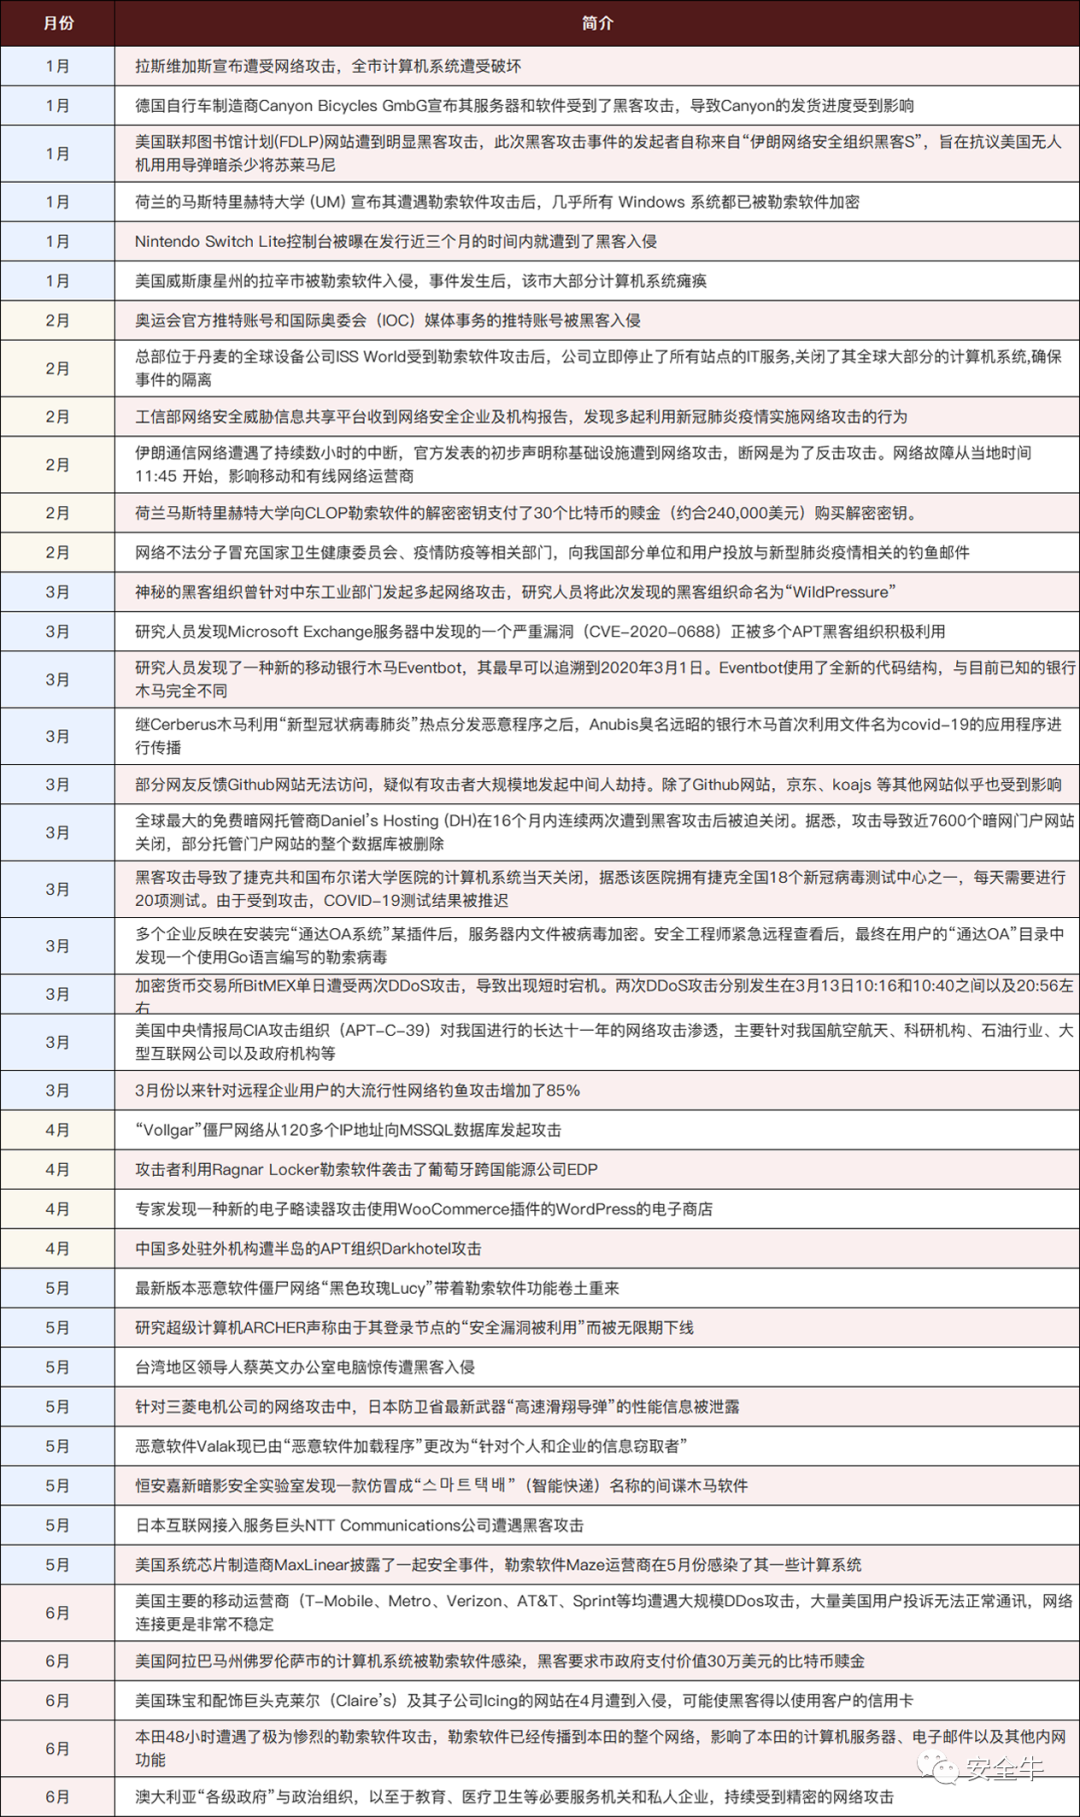 月份 简介
1月 拉斯维加斯宣布遭受网络攻击，全市计算机系统遭受破坏
1月 德国自行车制造商Canyon Bicycles GmbG宣布其服务器和软件受到了黑客攻击，导致Canyon的发货进度受到影响
1月 美国联邦图书馆计划(FDLP)网站遭到明显黑客攻击，此次黑客攻击事件的发起者自称来自“伊朗网络安全组织黑客S”，旨在抗议美国无人
机用用导弹暗杀少将苏莱马尼
1月 荷兰的马斯特里赫特大学 (UM) 宣布其遭遇勒索软件攻击后，几乎所有 Windows 系统都已被勒索软件加密
1月 Nintendo Switch Lite控制台被曝在发行近三个月的时间内就遭到了黑客入侵
1月 美国威斯康星州的拉辛市被勒索软件入侵，事件发生后，该市大部分计算机系统瘫痪
2月 奥运会官方推特账号和国际奥委会（IOC）媒体事务的推特账号被黑客入侵
2月 总部位于丹麦的全球设备公司ISS World受到勒索软件攻击后，公司立即停止了所有站点的IT服务,关闭了其全球大部分的计算机系统,确保
事件的隔离
2月 工信部网络安全威胁信息共享平台收到网络安全企业及机构报告，发现多起利用新冠肺炎疫情实施网络攻击的行为
2月 伊朗通信网络遭遇了持续数小时的中断，官方发表的初步声明称基础设施遭到网络攻击，断网是为了反击攻击。网络故障从当地时间
11:45 开始，影响移动和有线网络运营商
2月 荷兰马斯特里赫特大学向CLOP勒索软件的解密密钥支付了30个比特币的赎金（约合240,000美元）购买解密密钥。
2月 网络不法分子冒充国家卫生健康委员会、疫情防疫等相关部门，向我国部分单位和用户投放与新型肺炎疫情相关的钓鱼邮件
3月 神秘的黑客组织曾针对中东工业部门发起多起网络攻击，研究人员将此次发现的黑客组织命名为“WildPressure”
3月 研究人员发现Microsoft Exchange服务器中发现的一个严重漏洞（CVE-2020-0688）正被多个APT黑客组织积极利用
3月 研究人员发现了一种新的移动银行木马Eventbot，其最早可以追溯到2020年3月1日。Eventbot使用了全新的代码结构，与目前已知的银行
木马完全不同
3月 继Cerberus木马利用“新型冠状病毒肺炎”热点分发恶意程序之后，Anubis臭名远昭的银行木马首次利用文件名为covid-19的应用程序进
行传播
3月 部分网友反馈Github网站无法访问，疑似有攻击者大规模地发起中间人劫持。除了Github网站，京东、koajs 等其他网站似乎也受到影响
3月 全球最大的免费暗网托管商Daniel's Hosting (DH)在16个月内连续两次遭到黑客攻击后被迫关闭。据悉，攻击导致近7600个暗网门户网站
关闭，部分托管门户网站的整个数据库被删除
3月 黑客攻击导致了捷克共和国布尔诺大学医院的计算机系统当天关闭，据悉该医院拥有捷克全国18个新冠病毒测试中心之一，每天需要进行
20项测试。由于受到攻击，COVID-19测试结果被推迟
3月 多个企业反映在安装完“通达OA系统”某插件后，服务器内文件被病毒加密。安全工程师紧急远程查看后，最终在用户的“通达OA”目录中
发现一个使用Go语言编写的勒索病毒
3月 加密货币交易所BitMEX单日遭受两次DDoS攻击，导致出现短时宕机。两次DDoS攻击分别发生在3月13日10:16和10:40之间以及20:56左
右
3月 美国中央情报局CIA攻击组织（APT-C-39）对我国进行的长达十一年的网络攻击渗透，主要针对我国航空航天、科研机构、石油行业、大
型互联网公司以及政府机构等
3月 3月份以来针对远程企业用户的大流行性网络钓鱼攻击增加了85%
4月 “Vollgar”僵尸网络从120多个IP地址向MSSQL数据库发起攻击
4月 攻击者利用Ragnar Locker勒索软件袭击了葡萄牙跨国能源公司EDP
4月 专家发现一种新的电子略读器攻击使用WooCommerce插件的WordPress的电子商店
4月 中国多处驻外机构遭半岛的APT组织Darkhotel攻击
5月 最新版本恶意软件僵尸网络“黑色玫瑰Lucy”带着勒索软件功能卷土重来
5月 研究超级计算机ARCHER声称由于其登录节点的“安全漏洞被利用”而被无限期下线
5月 台湾地区领导人蔡英文办公室电脑惊传遭黑客入侵
5月 针对三菱电机公司的网络攻击中，日本防卫省最新武器“高速滑翔导弹”的性能信息被泄露
5月 恶意软件Valak现已由“恶意软件加载程序”更改为“针对个人和企业的信息窃取者”
5月 恒安嘉新暗影安全实验室发现一款仿冒成“스마트택배”（智能快递）名称的间谍木马软件
5月 日本互联网接入服务巨头NTT Communications公司遭遇黑客攻击
5月 美国系统芯片制造商MaxLinear披露了一起安全事件，勒索软件Maze运营商在5月份感染了其一些计算系统
6月 美国主要的移动运营商（T-Mobile、Metro、Verizon、AT&T、Sprint等均遭遇大规模DDos攻击，大量美国用户投诉无法正常通讯，网络
连接更是非常不稳定
6月 美国阿拉巴马州佛罗伦萨市的计算机系统被勒索软件感染，黑客要求市政府支付价值30万美元的比特币赎金
6月 美国珠宝和配饰巨头克莱尔（Claire's）及其子公司Icing的网站在4月遭到入侵，可能使黑客得以使用客户的信用卡
6月 本田48小时遭遇了极为惨烈的勒索软件攻击，勒索软件已经传播到本田的整个网络，影响了本田的计算机服务器、电子邮件以及其他内网
功能
6月 澳大利亚“各级政府”与政治组织，以至于教育、医疗卫生等必要服务机关和私人企业，持续受到精密的网络攻击
安全牛